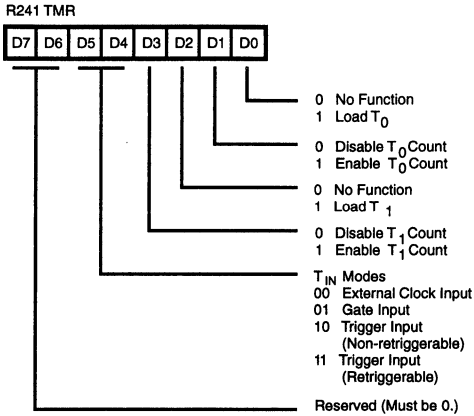 R241 TMR
D7 D6 D5 D4 D3 D2 D1 D0
0 No Function
1 Load T0
0 Disable T0 Count
1 Enable T0 Count
0 No Function
1 Load T1
0 Disable T1 Count
1 Enable T1 Count
TIN Modes
00 External Clock Input
01 Gate Input
10 Trigger Input
(Non-retriggerable)
11 Trigger Input
(Retriggerable)
Reserved (Must be 0.)